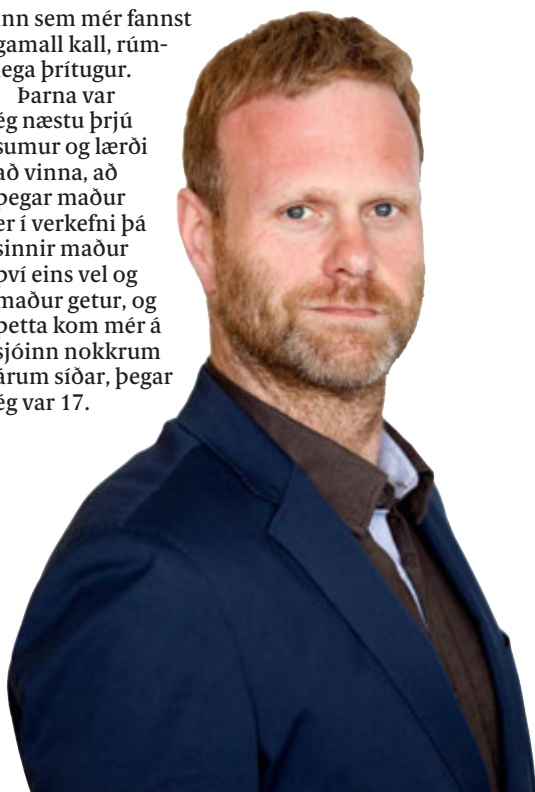 inn sem mér fannst
gamall kall, rúm-
lega þrítugur.
Þarna var
ég næstu þrjú
sumur og lærði
að vinna, að
þegar maður
er í verkefni þá
sinnir maður
því eins vel og
maður getur, og
þetta kom mér á
sjóinn nokkrum
árum síðar, þegar
ég var 17.